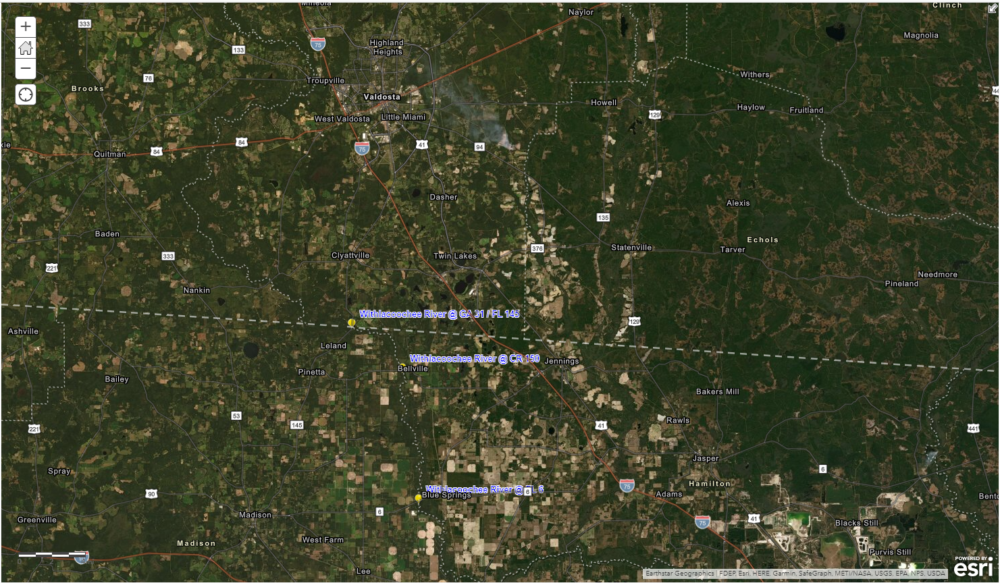 Mineola
Clinch
Naylor
333
Magnolia
75
Highland
Heights
133
Withers
76
Troupville
Brooks
Valdosta
Howell
Haylow
Fruitland
129
West Valdosta
Little Miami
84
41
94
75
84
Quitman
Dasher
Alexis
135
Baden
Echols
376
Statenville
Tarver
333
Clyattville
Twin Lakes
221
Needmore
Pineland
Nankin
Withlacoochee River @ GA 31 / FL 145
129
Ashville
Leland
Withlacoochee River @ CR 150
Jennings
Bellville
Pinetta
Bailey
Bakers Mill
53
Rawls
145
41
221
441
Jasper
6
Spray
Hamilton
75
Withlacoochee River @ FL 6
6
Blue Springs
90
Adams
6
Madison
Greenville
41
75
Blacks Still
West Farm
Madison
Purvis Still
Lee
POWERED BY
esri
Earthstar Geographics | FDEP, Esri, HERE, Garmin, SafeGraph, METI/NASA, USGS, EPA, NPS, USDA